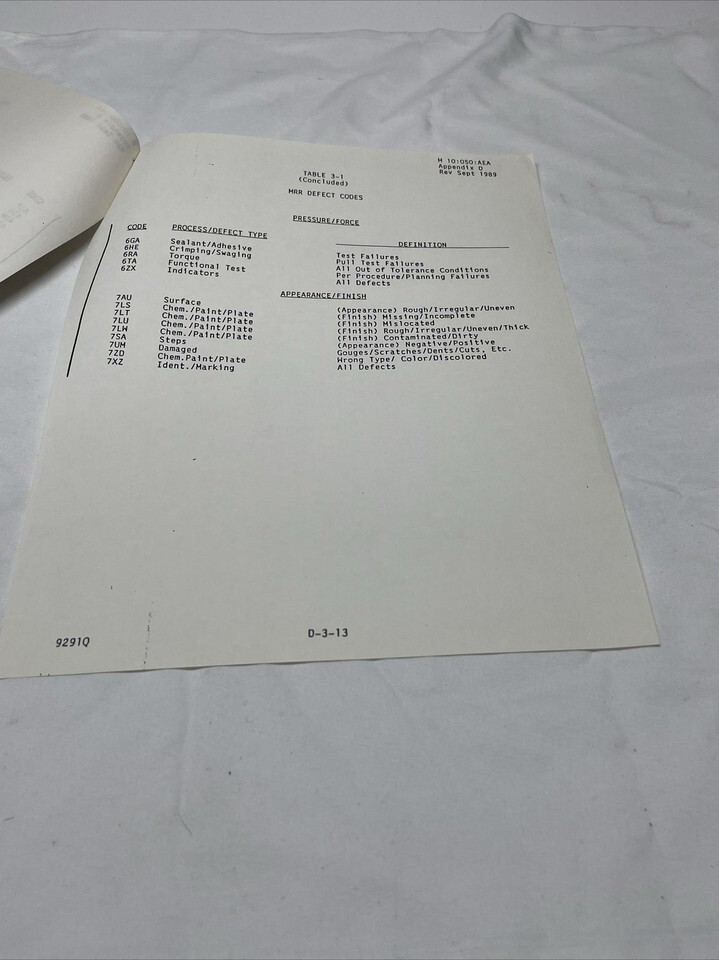 H 10:050:AEA
Appendix D
Rev Sept 1989
TABLE 3-1
(Concluded)
MRR DEFECT CODES
PRESSURE/FORCE
CODE PROCESS/DEFECT TYPE DEFINITION
6GA Sealant/Adhesive Test Failures
6HE Crimping/Swaging Pull Test Failures
6RA Torque All Out of Tolerance Conditions
6TA Functional Test Per Procedure/Planning Failures
6ZX Indicators All Defects
APPEARANCE/FINISH
7AU Surface (Appearance) Rough/Irregular/Uneven
7LS Chem./Paint/Plate (Finish) Missing/Incomplete
7LT Chem./Paint/Plate (Finish) Mislocated
7LU Chem./Paint/Plate (Finish) Rough/Irregular/Uneven/Thick
7LW Chem./Paint/Plate (Finish) Contaminated/Dirty
7SA Steps (Appearance) Negative/Positive
7UM Damaged Gouges/Scratches/Dents/Cuts, Etc.
7ZD Chem.Paint/Plate Wrong Type/ Color/Discolored
7XZ Ident./Marking All Defects
9291Q
D-3-13